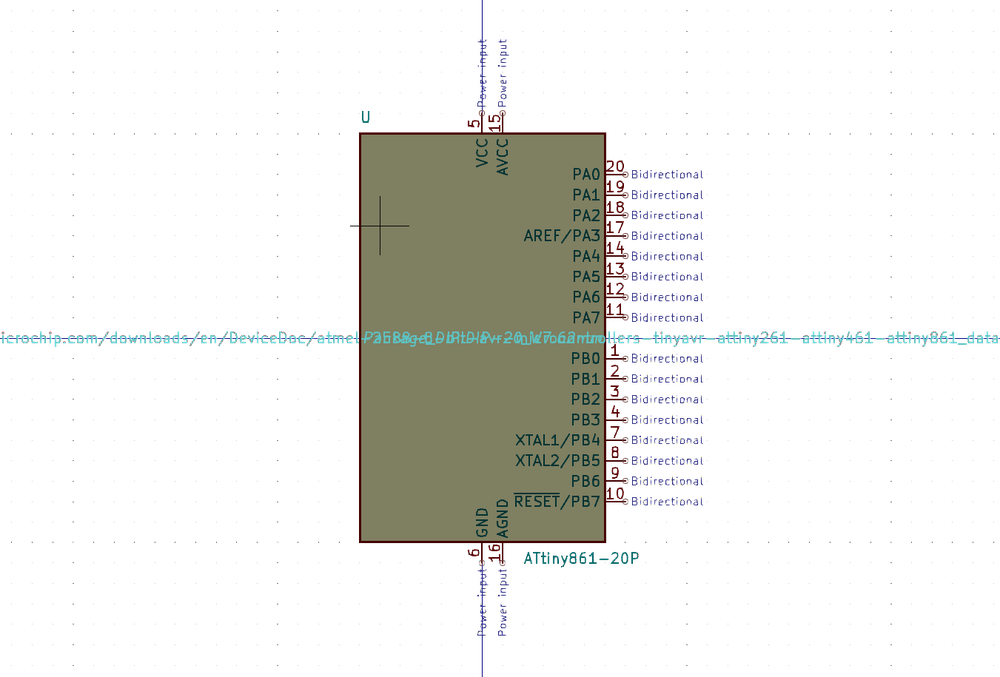 Power input
Power input
U
5
15
VCC
AVCC
PA0 20 Bidirectional
PA1 19 Bidirectional
PA2 18 Bidirectional
AREF/PA3 17 Bidirectional
PA4 14 Bidirectional
PA5 13 Bidirectional
PA6 12 Bidirectional
PA7 11 Bidirectional
icrochip.com/downloads/en/DeviceDoc/atmel tinyavr-attiny261-attiny461-attiny861_data
PB0 1 Bidirectional
PB1 2 Bidirectional
PB2 3 Bidirectional
PB3 4 Bidirectional
XTAL1/PB4 7 Bidirectional
XTAL2/PB5 8 Bidirectional
PB6 9 Bidirectional
RESET/PB7 10 Bidirectional
GND
AGND
6
16
ATtiny861-20P
Power input
Power input